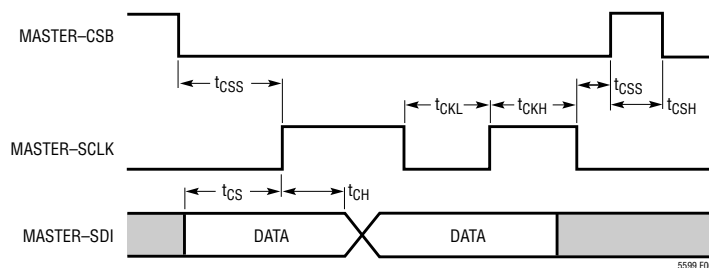 MASTER–CSB
tCSS
tCKL
tCKH
tCSS
tCSH
MASTER–SCLK
tCS
tCH
MASTER–SDI
DATA
DATA
5599 F0